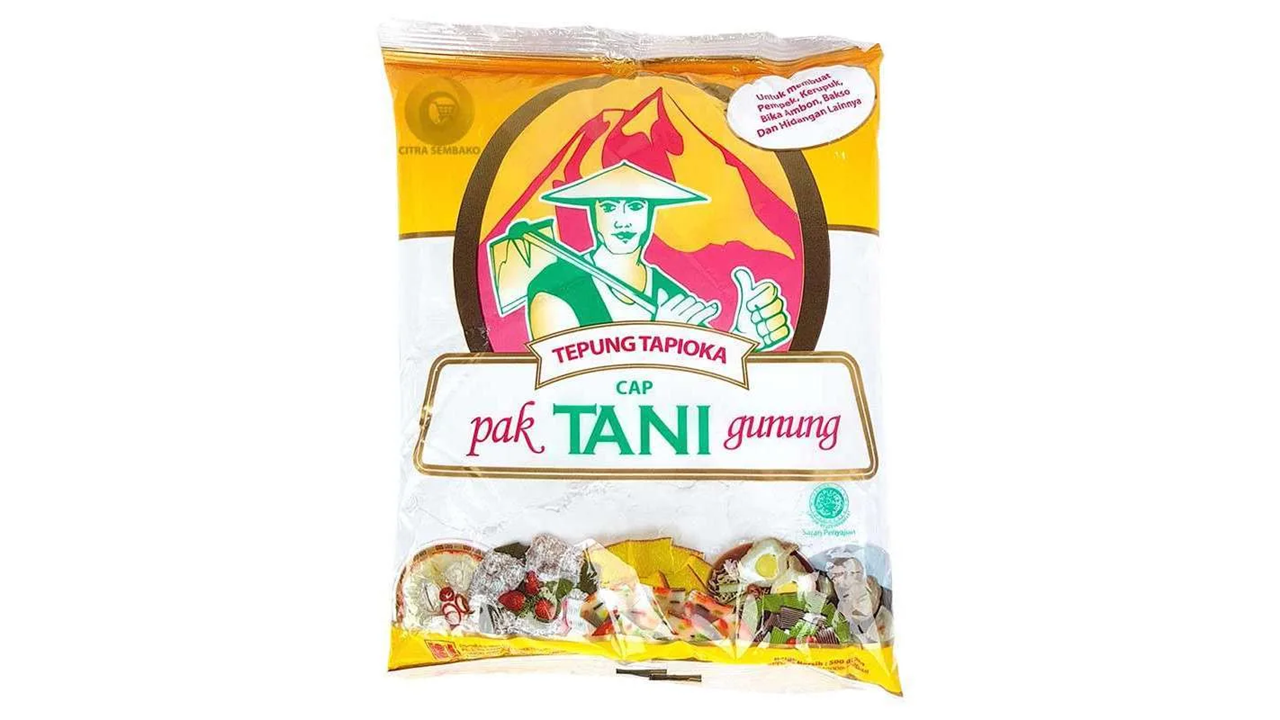 Untuk membuat
Pempek, Kerupuk,
Bika Ambon, Bakso
Dan Hidangan Lainnya
CITRA SEMBAKO
TEPUNG TAPIOKA
CAP
pak TANI gunung
Saran Penyajian